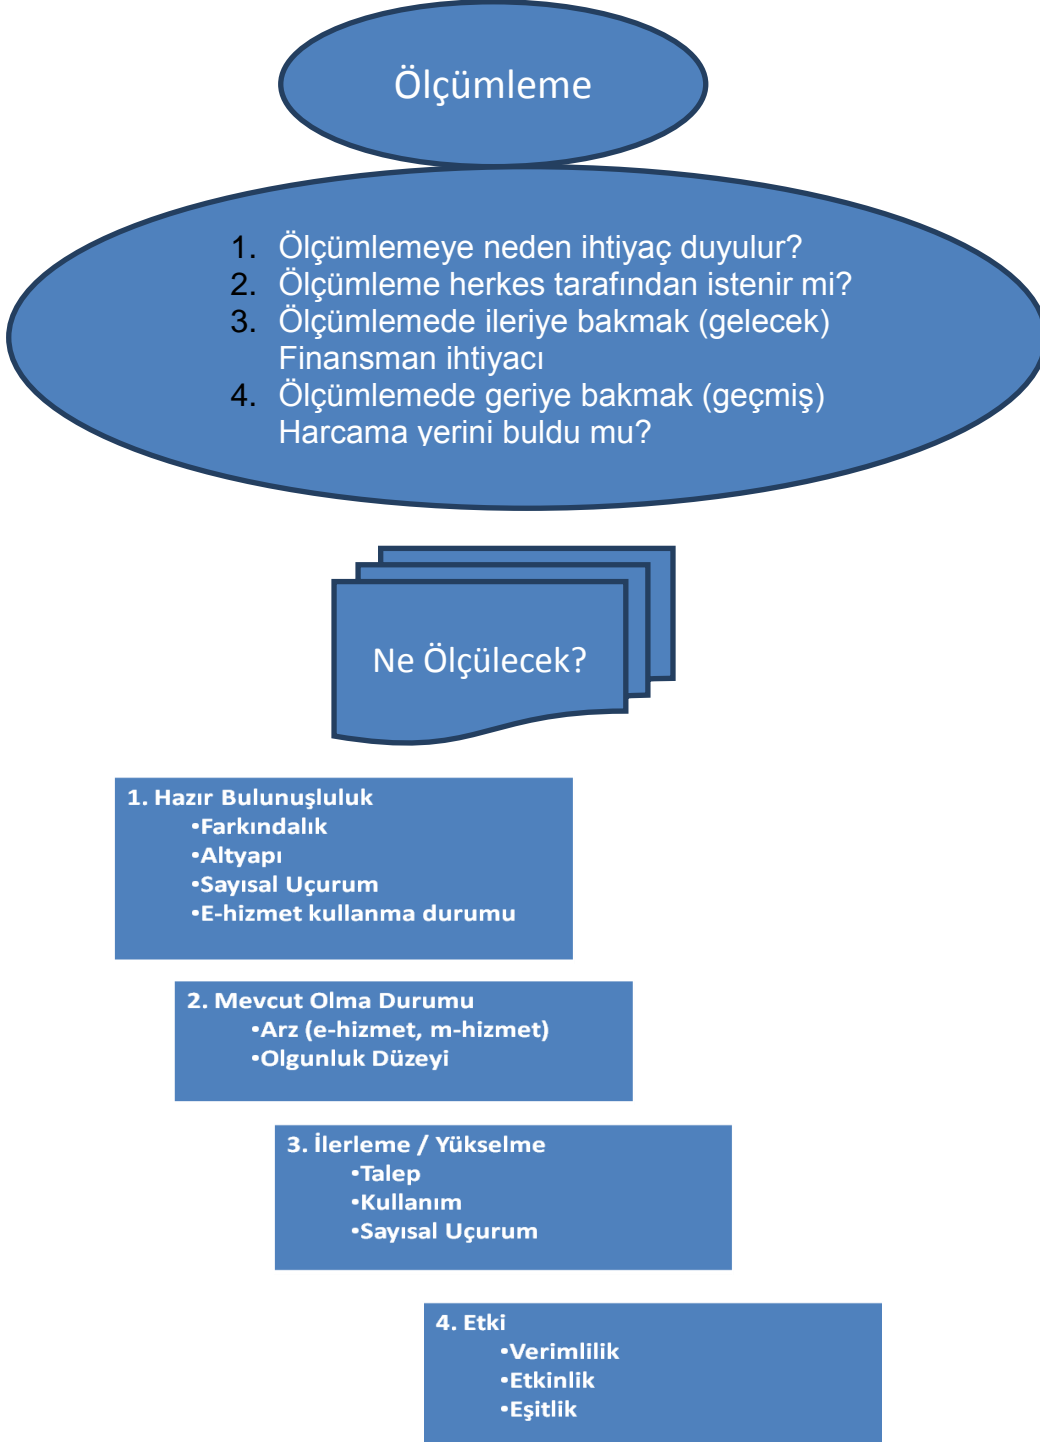 Ölçümleme
1. Ölçümlemeye neden ihtiyaç duyulur?
2. Ölçümleme herkes tarafından istenir mi?
3. Ölçümlemede ileriye bakmak (gelecek)
Finansman ihtiyacı
4. Ölçümlemede geriye bakmak (geçmiş)
Harcama yerini buldu mu?
Ne Ölçülecek?
1. Hazır Bulunuşluluk
•Farkındalık
•Altyapı
•Sayısal Uçurum
•E-hizmet kullanma durumu
2. Mevcut Olma Durumu
•Arz (e-hizmet, m-hizmet)
•Olgunluk Düzeyi
3. İlerleme / Yükselme
•Talep
•Kullanım
•Sayısal Uçurum
4. Etki
•Verimlilik
•Etkinlik
•Eşitlik